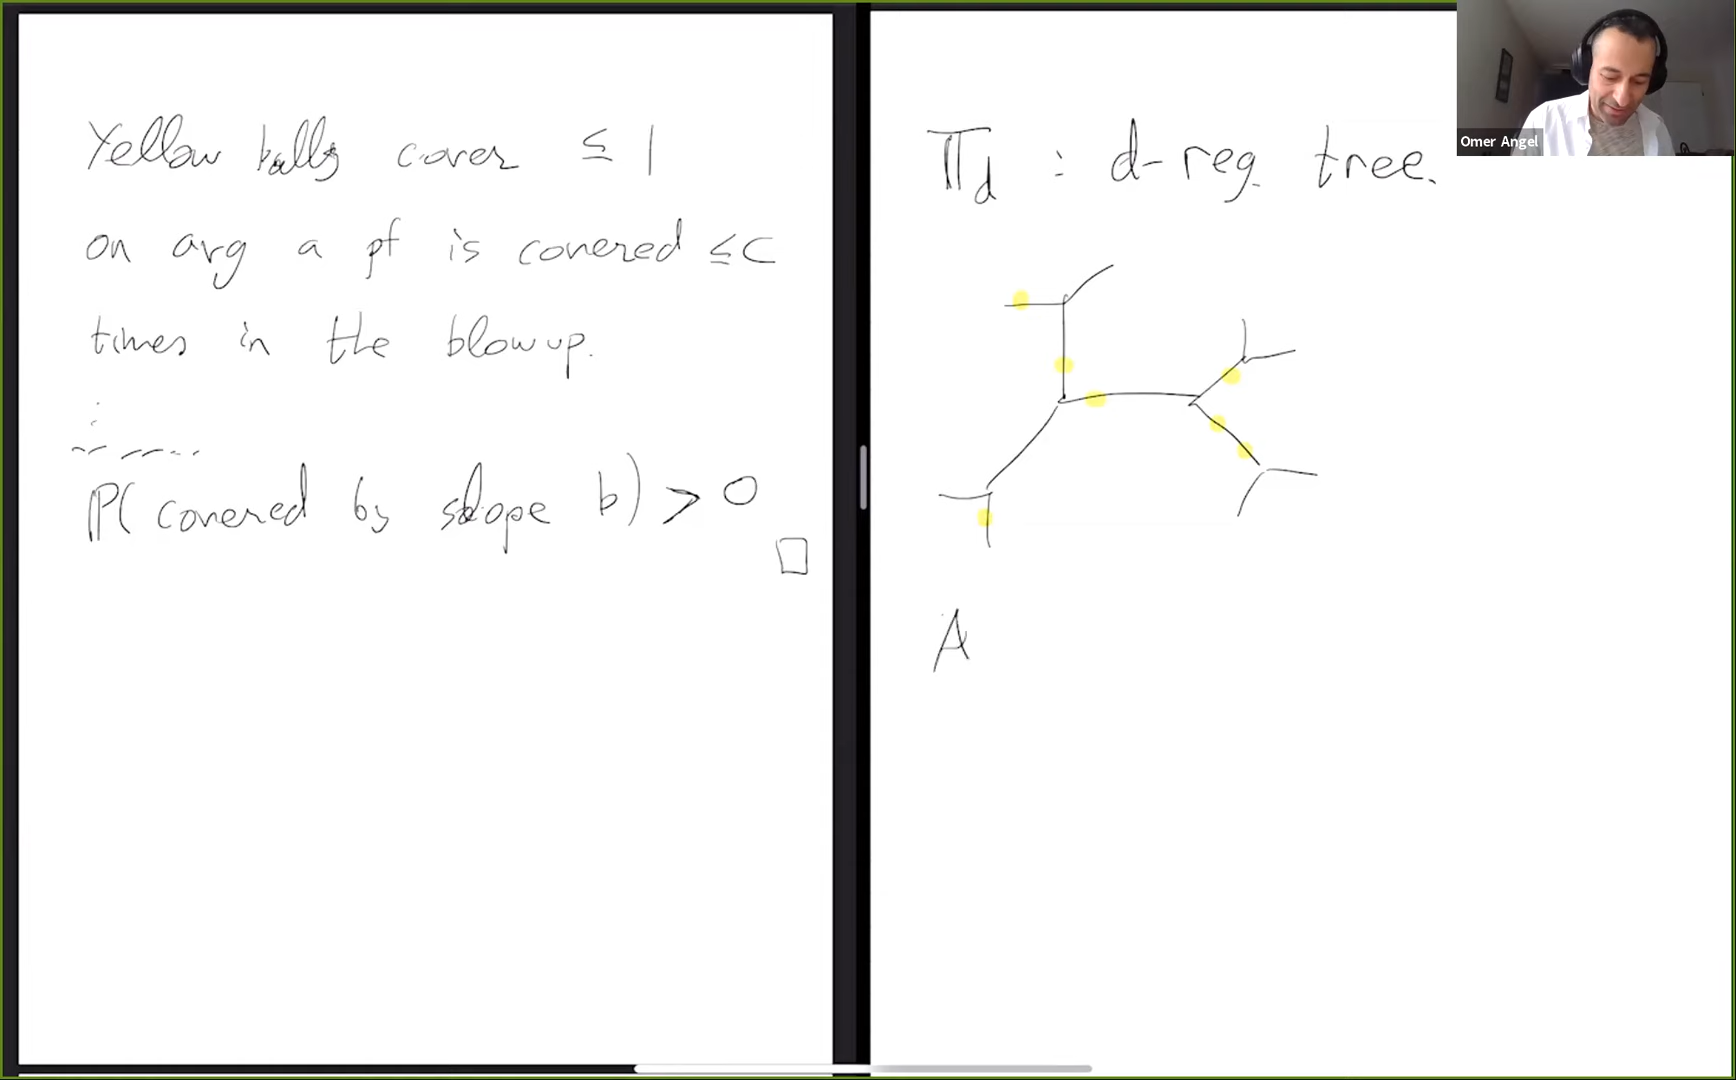 Yellow balls cover ≤ 1
on avg a pt is covered ≤ C
times in the blowup.
P( covered by slope b) > 0
□
𝕋d : d-reg. tree.
A
Omer Angel